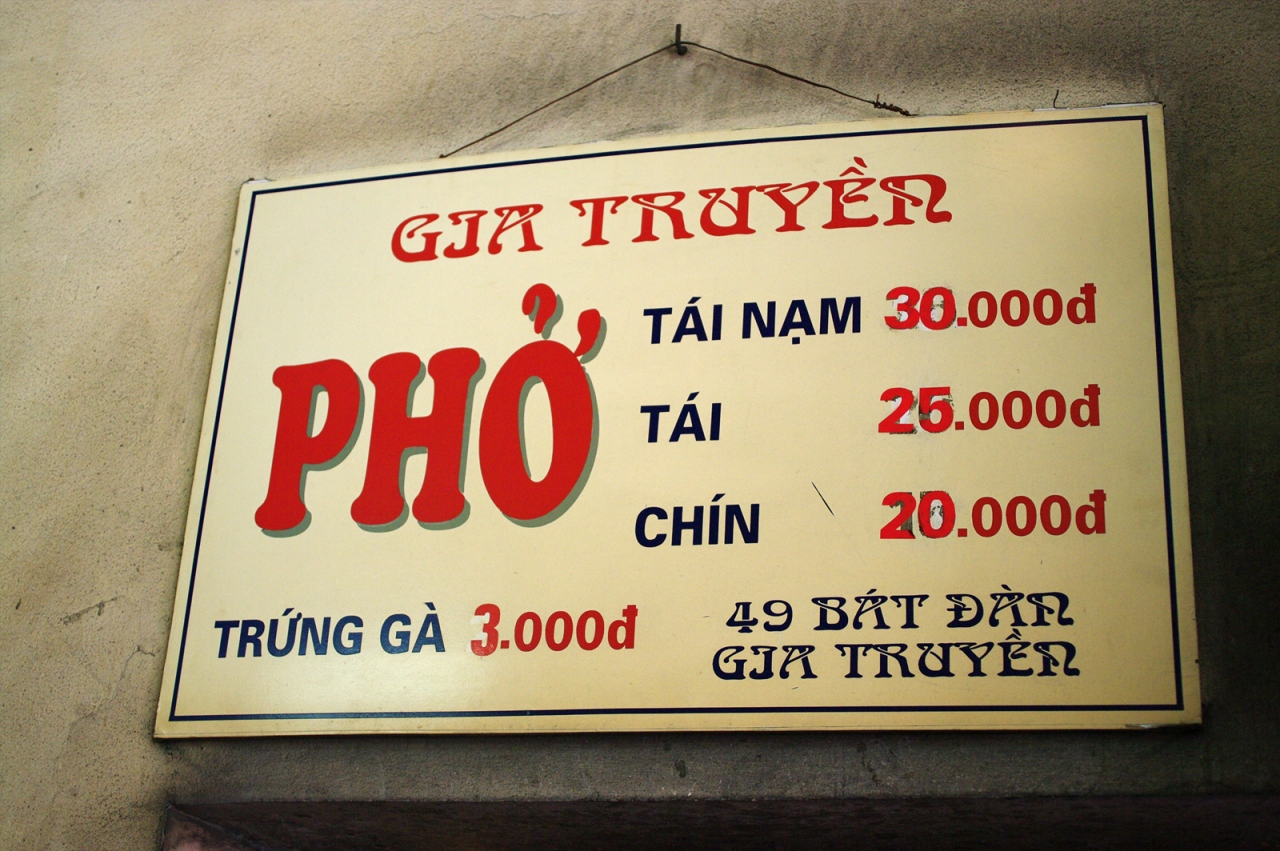 GIA TRUYỀN
PHỞ
TÁI NẠM 30.000đ
TÁI 25.000đ
CHÍN 20.000đ
TRỨNG GÀ 3.000đ
49 BÁT ĐÀN
GIA TRUYỀN